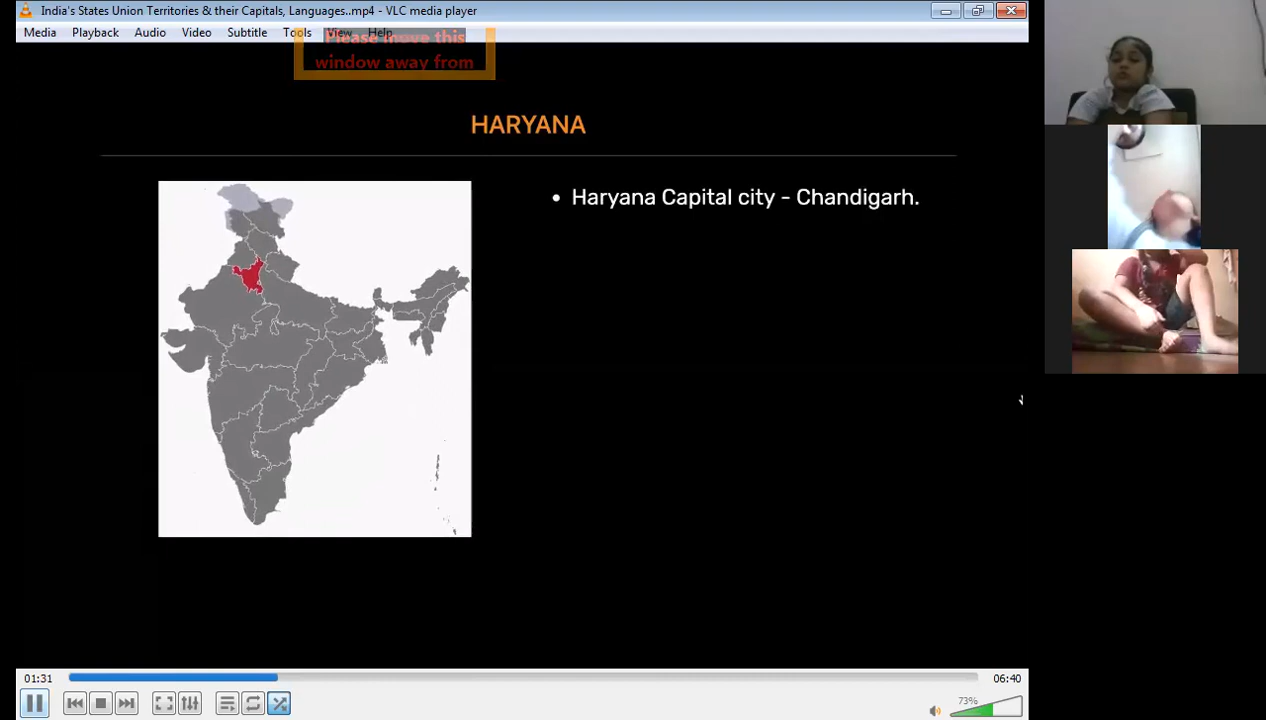 India's States Union Territories & their Capitals, Languages..mp4 - VLC media player
Media Playback Audio Video Subtitle Tools View Help
Please move this
window away from
HARYANA
• Haryana Capital city - Chandigarh.
01:31
06:40
73%